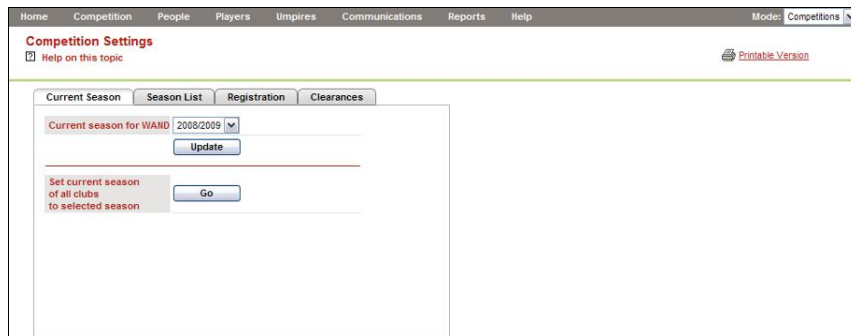 Home Competition People Players Umpires Communications Reports Help Mode: Competitions
Competition Settings
? Help on this topic
Printable Version
Current Season Season List Registration Clearances
Current season for WAND 2008/2009
Update
Set current season
of all clubs
to selected season
Go